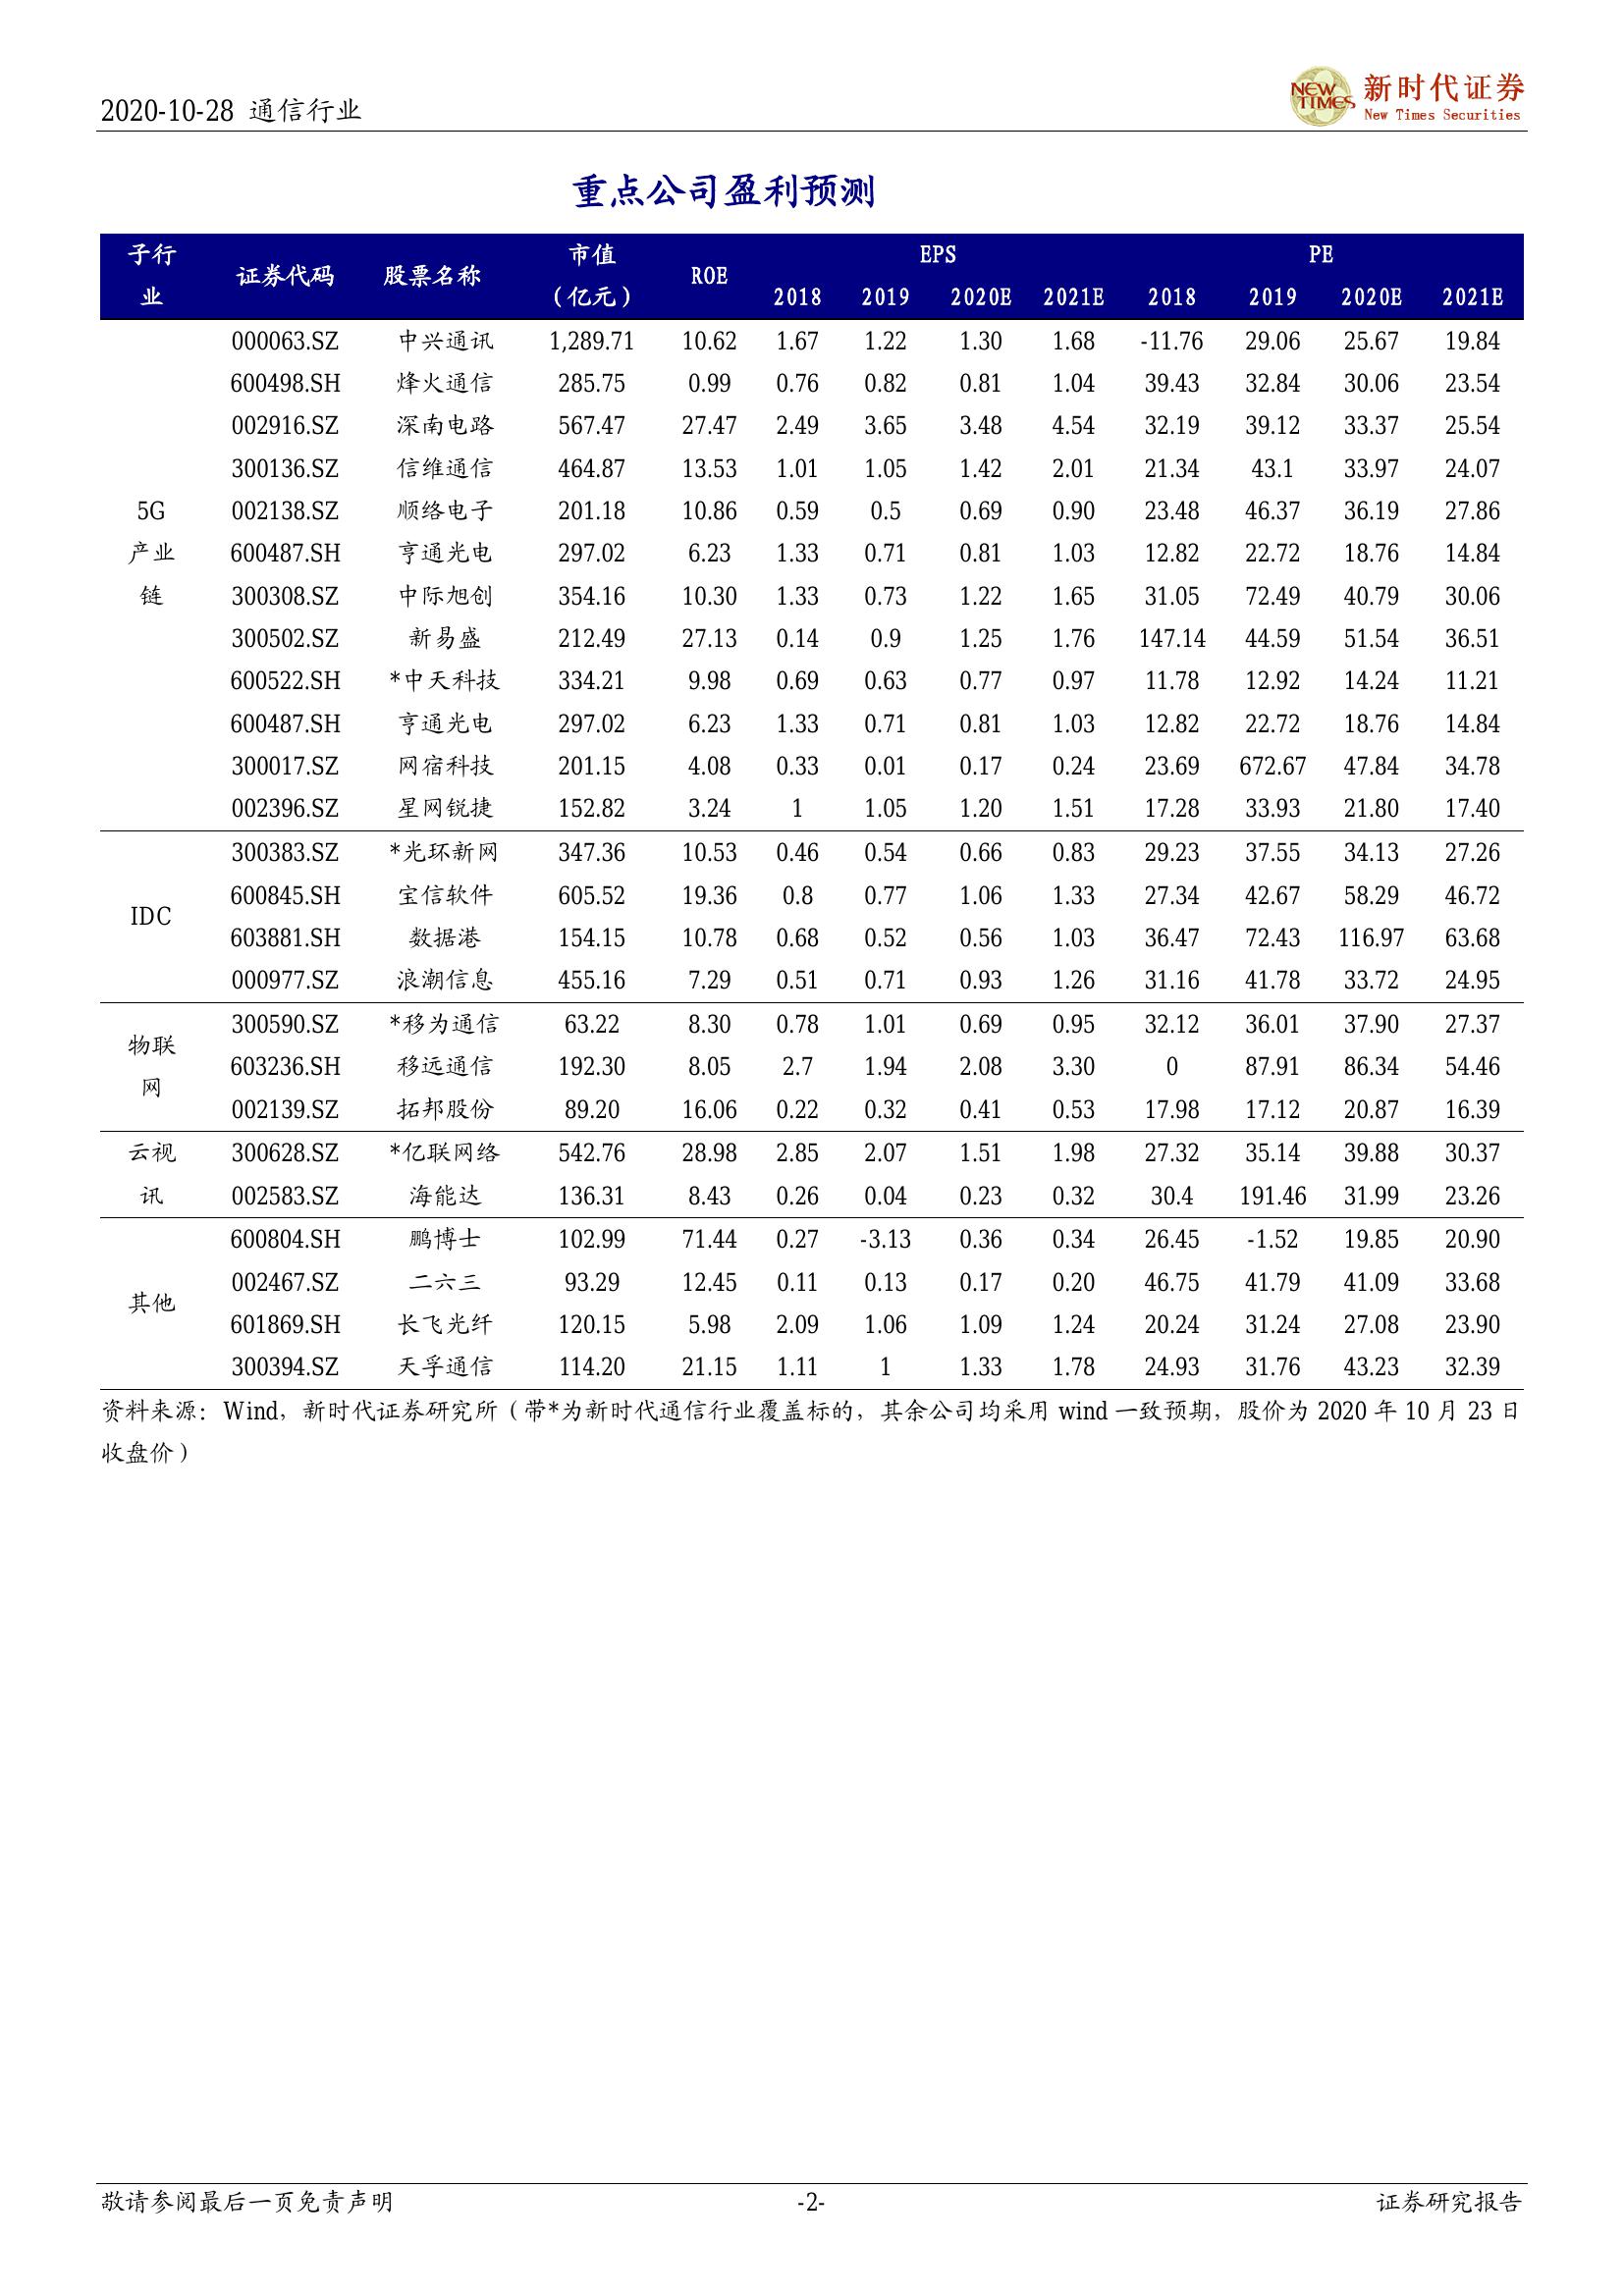 2020-10-28 通信行业
NEW TIMES 新时代证券
New Times Securities
重点公司盈利预测
子行业 证券代码 股票名称 市值（亿元） ROE EPS PE
2018 2019 2020E 2021E 2018 2019 2020E 2021E
5G产业链
000063.SZ 中兴通讯 1,289.71 10.62 1.67 1.22 1.30 1.68 -11.76 29.06 25.67 19.84
600498.SH 烽火通信 285.75 0.99 0.76 0.82 0.81 1.04 39.43 32.84 30.06 23.54
002916.SZ 深南电路 567.47 27.47 2.49 3.65 3.48 4.54 32.19 39.12 33.37 25.54
300136.SZ 信维通信 464.87 13.53 1.01 1.05 1.42 2.01 21.34 43.1 33.97 24.07
002138.SZ 顺络电子 201.18 10.86 0.59 0.5 0.69 0.90 23.48 46.37 36.19 27.86
600487.SH 亨通光电 297.02 6.23 1.33 0.71 0.81 1.03 12.82 22.72 18.76 14.84
300308.SZ 中际旭创 354.16 10.30 1.33 0.73 1.22 1.65 31.05 72.49 40.79 30.06
300502.SZ 新易盛 212.49 27.13 0.14 0.9 1.25 1.76 147.14 44.59 51.54 36.51
600522.SH *中天科技 334.21 9.98 0.69 0.63 0.77 0.97 11.78 12.92 14.24 11.21
600487.SH 亨通光电 297.02 6.23 1.33 0.71 0.81 1.03 12.82 22.72 18.76 14.84
300017.SZ 网宿科技 201.15 4.08 0.33 0.01 0.17 0.24 23.69 672.67 47.84 34.78
002396.SZ 星网锐捷 152.82 3.24 1 1.05 1.20 1.51 17.28 33.93 21.80 17.40
IDC
300383.SZ *光环新网 347.36 10.53 0.46 0.54 0.66 0.83 29.23 37.55 34.13 27.26
600845.SH 宝信软件 605.52 19.36 0.8 0.77 1.06 1.33 27.34 42.67 58.29 46.72
603881.SH 数据港 154.15 10.78 0.68 0.52 0.56 1.03 36.47 72.43 116.97 63.68
000977.SZ 浪潮信息 455.16 7.29 0.51 0.71 0.93 1.26 31.16 41.78 33.72 24.95
物联网
300590.SZ *移为通信 63.22 8.30 0.78 1.01 0.69 0.95 32.12 36.01 37.90 27.37
603236.SH 移远通信 192.30 8.05 2.7 1.94 2.08 3.30 0 87.91 86.34 54.46
002139.SZ 拓邦股份 89.20 16.06 0.22 0.32 0.41 0.53 17.98 17.12 20.87 16.39
云视讯
300628.SZ *亿联网络 542.76 28.98 2.85 2.07 1.51 1.98 27.32 35.14 39.88 30.37
002583.SZ 海能达 136.31 8.43 0.26 0.04 0.23 0.32 30.4 191.46 31.99 23.26
其他
600804.SH 鹏博士 102.99 71.44 0.27 -3.13 0.36 0.34 26.45 -1.52 19.85 20.90
002467.SZ 二六三 93.29 12.45 0.11 0.13 0.17 0.20 46.75 41.79 41.09 33.68
601869.SH 长飞光纤 120.15 5.98 2.09 1.06 1.09 1.24 20.24 31.24 27.08 23.90
300394.SZ 天孚通信 114.20 21.15 1.11 1 1.33 1.78 24.93 31.76 43.23 32.39
资料来源：Wind，新时代证券研究所（带*为新时代通信行业覆盖标的，其余公司均采用 wind 一致预期，股价为 2020 年 10 月 23 日
收盘价）
敬请参阅最后一页免责声明 -2- 证券研究报告